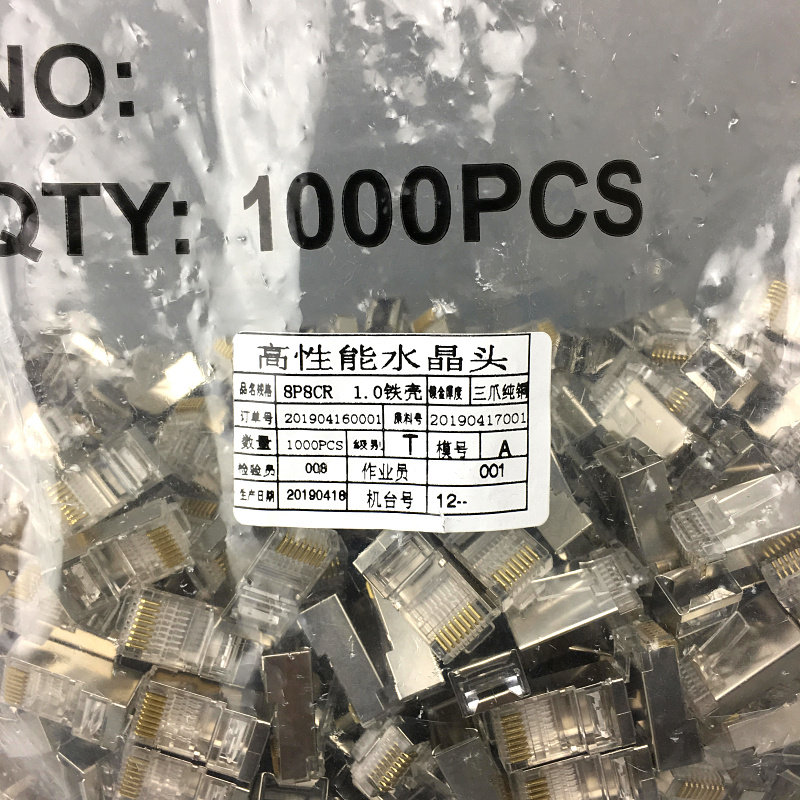 NO:
QTY: 1000PCS
高性能水晶头
品名规格 8P8CR 1.0铁壳 镀金厚度 三爪纯铜
订单号 201904160001 原料号 20190417001
数量 1000PCS 级别 T 模号 A
检验员 008 作业员 001
生产日期 20190418 机台号 12--